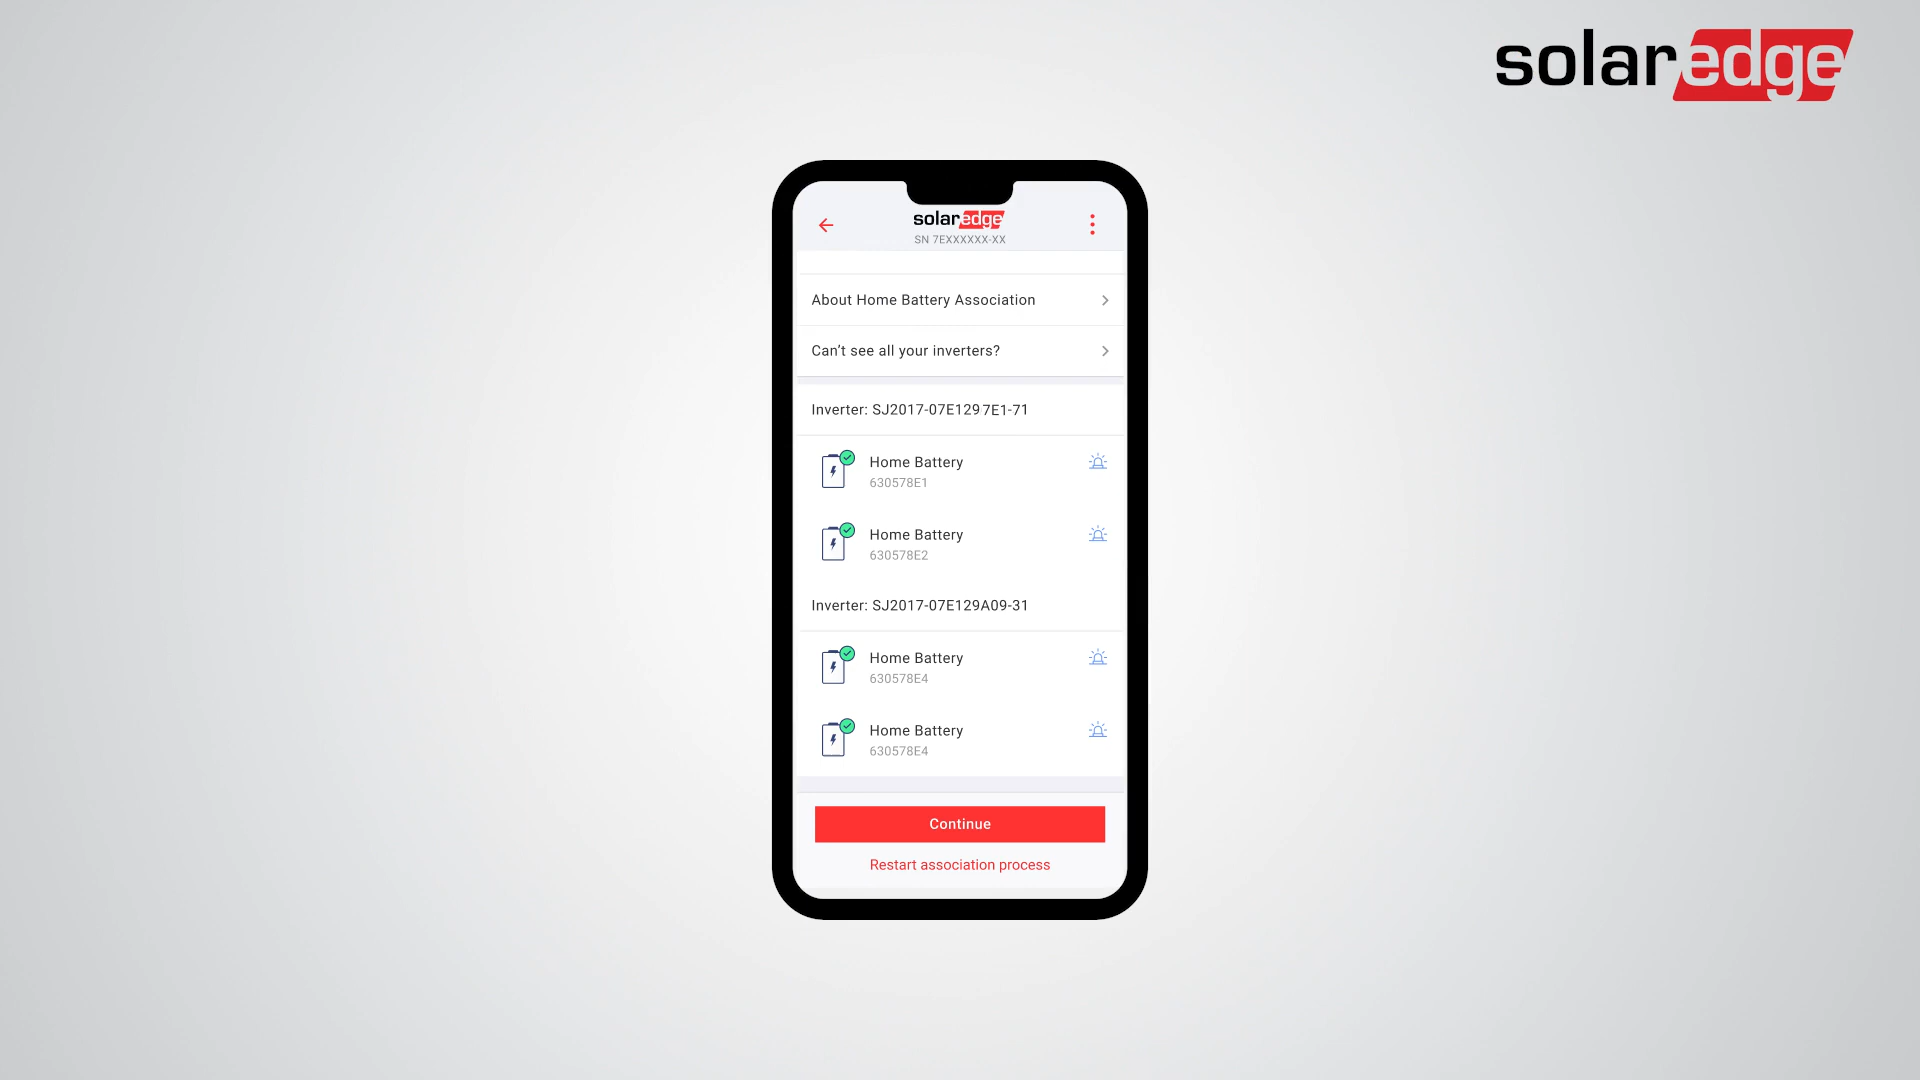 solaredge
solaredge
SN 7EXXXXXX-XX
About Home Battery Association
Can't see all your inverters?
Inverter: SJ2017-07E1297E1-71
Home Battery
630578E1
Home Battery
630578E2
Inverter: SJ2017-07E129A09-31
Home Battery
630578E4
Home Battery
630578E4
Continue
Restart association process